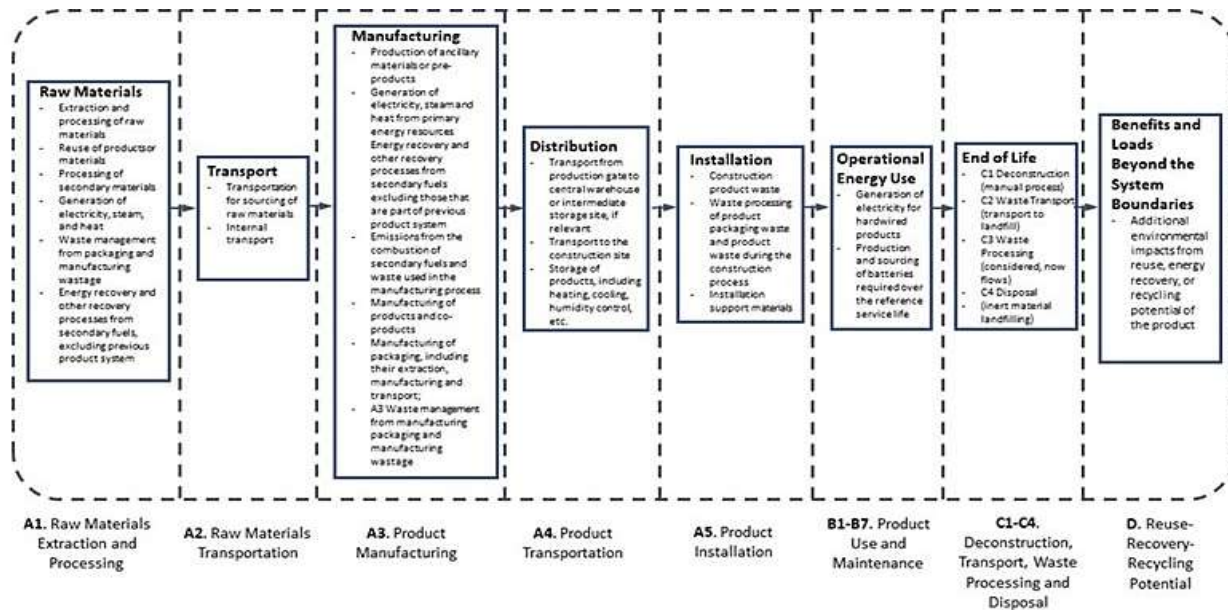 Raw Materials
- Extraction and
processing of raw
materials
- Reuse of products or
materials
- Processing of
secondary materials
- Generation of
electricity, steam,
and heat
- Waste management
from packaging and
manufacturing
wastage
- Energy recovery and
other recovery
processes from
secondary fuels,
excluding previous
product system
Transport
- Transportation
for sourcing of
raw materials
- Internal
transport
Manufacturing
- Production of ancillary
materials or pre-
products
- Generation of
electricity, steam and
heat from primary
energy resources
Energy recovery and
other recovery
processes from
secondary fuels
excluding those that
are part of previous
product system
- Emissions from the
combustion of
secondary fuels and
waste used in the
manufacturing process
- Manufacturing of
products and co-
products
- Manufacturing of
packaging, including
their extraction,
manufacturing and
transport;
- A3 Waste management
from manufacturing
packaging and
manufacturing
wastage
Distribution
- Transport from
production gate to
central warehouse
or intermediate
storage site, if
relevant
- Transport to the
construction site
- Storage of
products, including
heating, cooling,
humidity control,
etc.
Installation
- Construction
product waste
- Waste processing of
product packaging
waste and product
waste during the
construction
process
- Installation
support materials
Operational
Energy Use
- Generation of
electricity for
hardwired
products
- Production
and sourcing
of batteries
required over
the reference
service life
End of Life
- C1 Deconstruction
(manual process)
- C2 Waste Transport
(transport to
landfill)
- C3 Waste
Processing
(considered, now
flows)
- C4 Disposal
(inert material
landfilling)
Benefits and
Loads
Beyond the
System
Boundaries
- Additional
environmental
impacts from
reuse, energy
recovery, or
recycling
potential of
the product
A1. Raw Materials
Extraction and
Processing
A2. Raw Materials
Transportation
A3. Product
Manufacturing
A4. Product
Transportation
A5. Product
Installation
B1-B7. Product
Use and
Maintenance
C1-C4.
Deconstruction,
Transport, Waste
Processing and
Disposal
D. Reuse-
Recovery-
Recycling
Potential